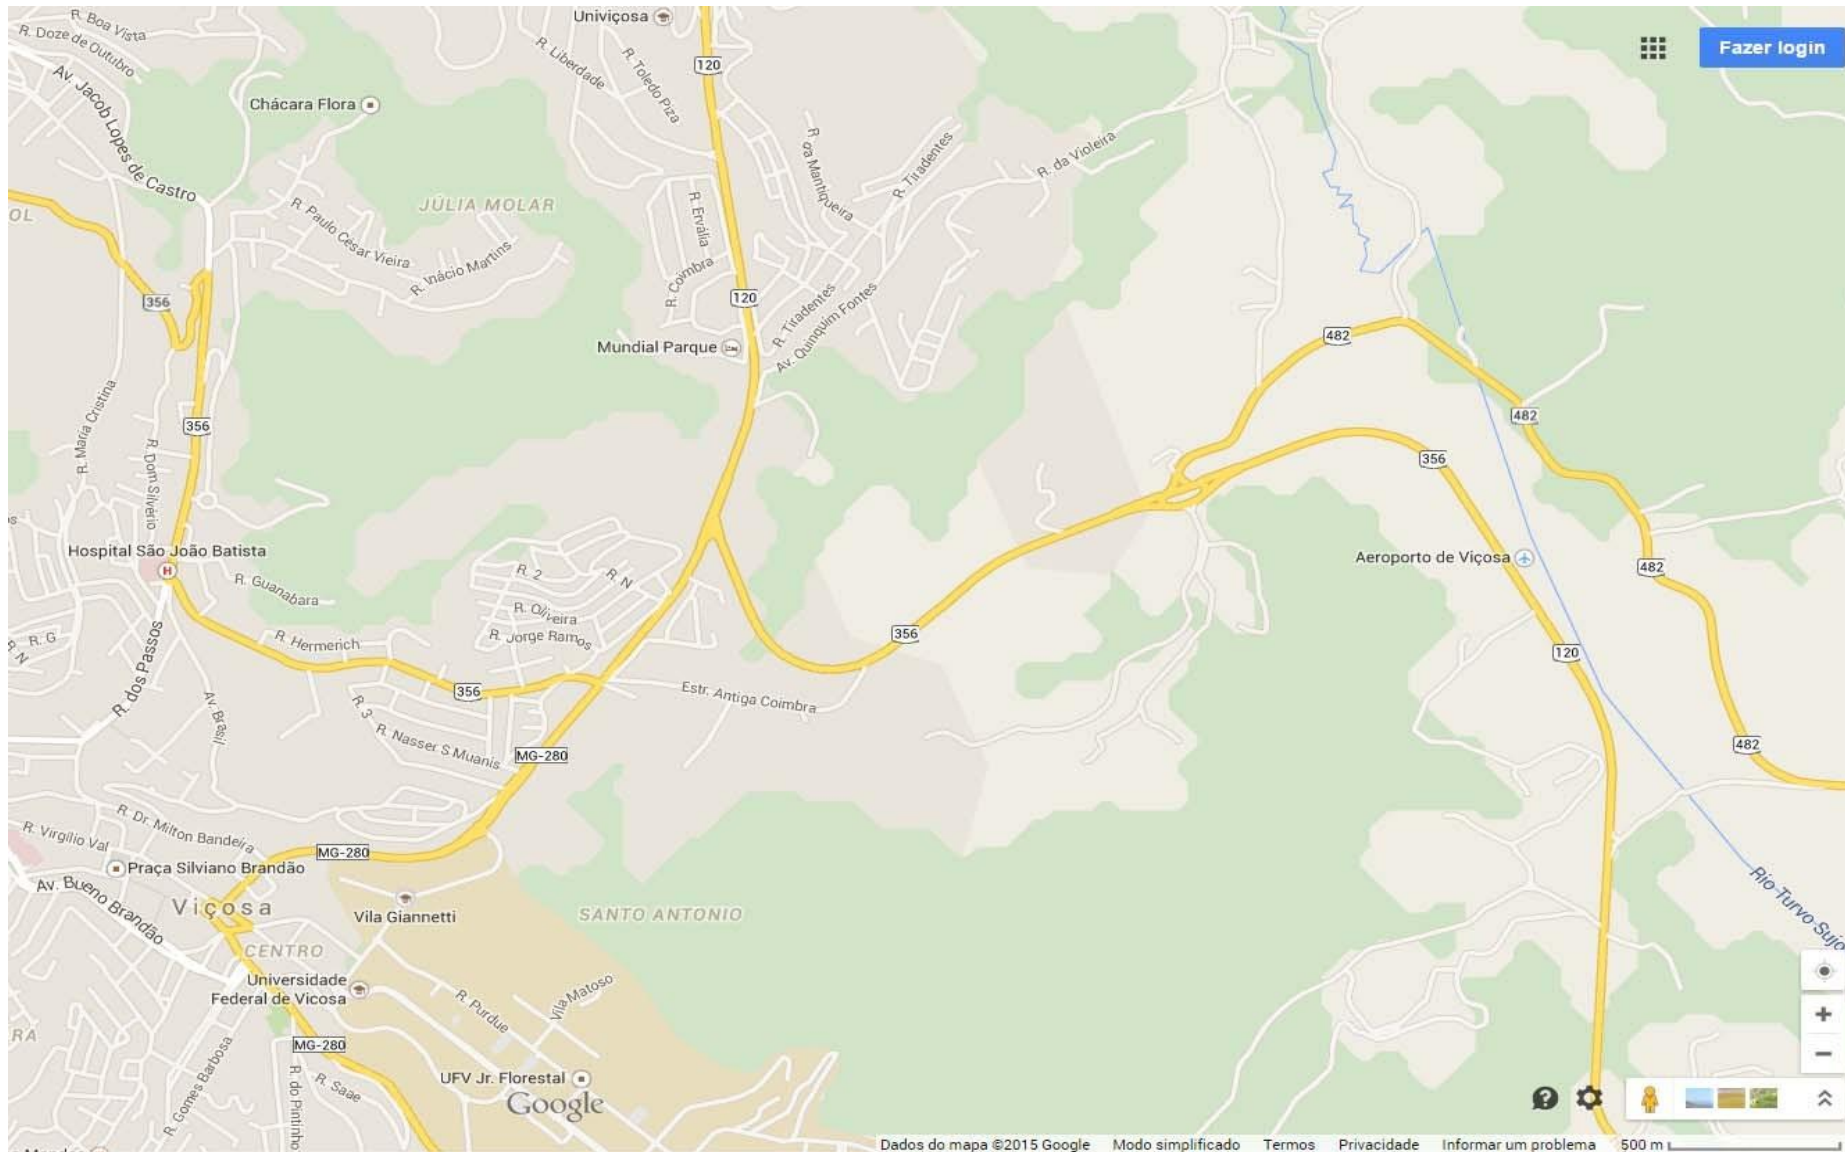 Univiçosa
R. Boa Vista
R. Doze de Outubro
Fazer login
R. Liberdade
R. Toledo Piza
120
Av. Jacob Lopes de Castro
Chácara Flora
R. da Mantiqueira
R. Tiradentes
R. da Violeira
JÚLIA MOLAR
OL
R. Paulo César Vieira
R. Inácio Martins
R. Ervália
R. Coimbra
356
120
R. Tiradentes
Av. Quinquim Fontes
482
Mundial Parque
R. Maria Cristina
356
482
R. Dom Silvério
356
Hospital São João Batista
H
Aeroporto de Viçosa
482
R. Guanabara
R. 2
R. N
R. Oliveira
R. Jorge Ramos
R. G
R. N
R. Hermerich
356
120
R. dos Passos
Av. Brasil
356
Estr. Antiga Coimbra
R. 3
R. Nasser S Muanis
MG-280
482
R. Dr. Milton Bandeira
R. Virgílio Val
MG-280
Praça Silviano Brandão
Av. Bueno Brandão
Rio Turvo Sujo
Viçosa
Vila Giannetti
SANTO ANTONIO
CENTRO
Universidade
Federal de Vicosa
R. Purdue
Vila Matoso
RA
MG-280
R. Gomes Barbosa
R. do Pintinho
R. Saae
UFV Jr. Florestal
Google
Dados do mapa ©2015 Google Modo simplificado Termos Privacidade Informar um problema 500 m